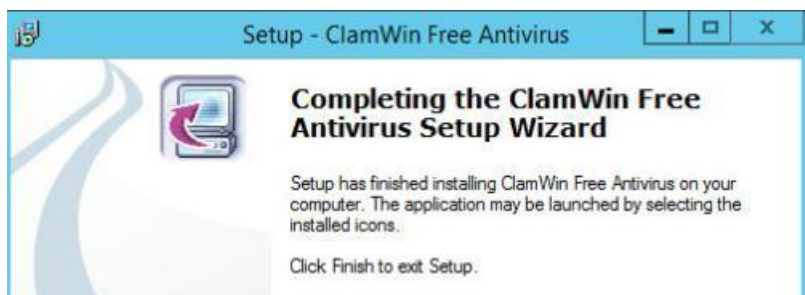 Setup - ClamWin Free Antivirus
Completing the ClamWin Free
Antivirus Setup Wizard
Setup has finished installing ClamWin Free Antivirus on your
computer. The application may be launched by selecting the
installed icons.
Click Finish to exit Setup.